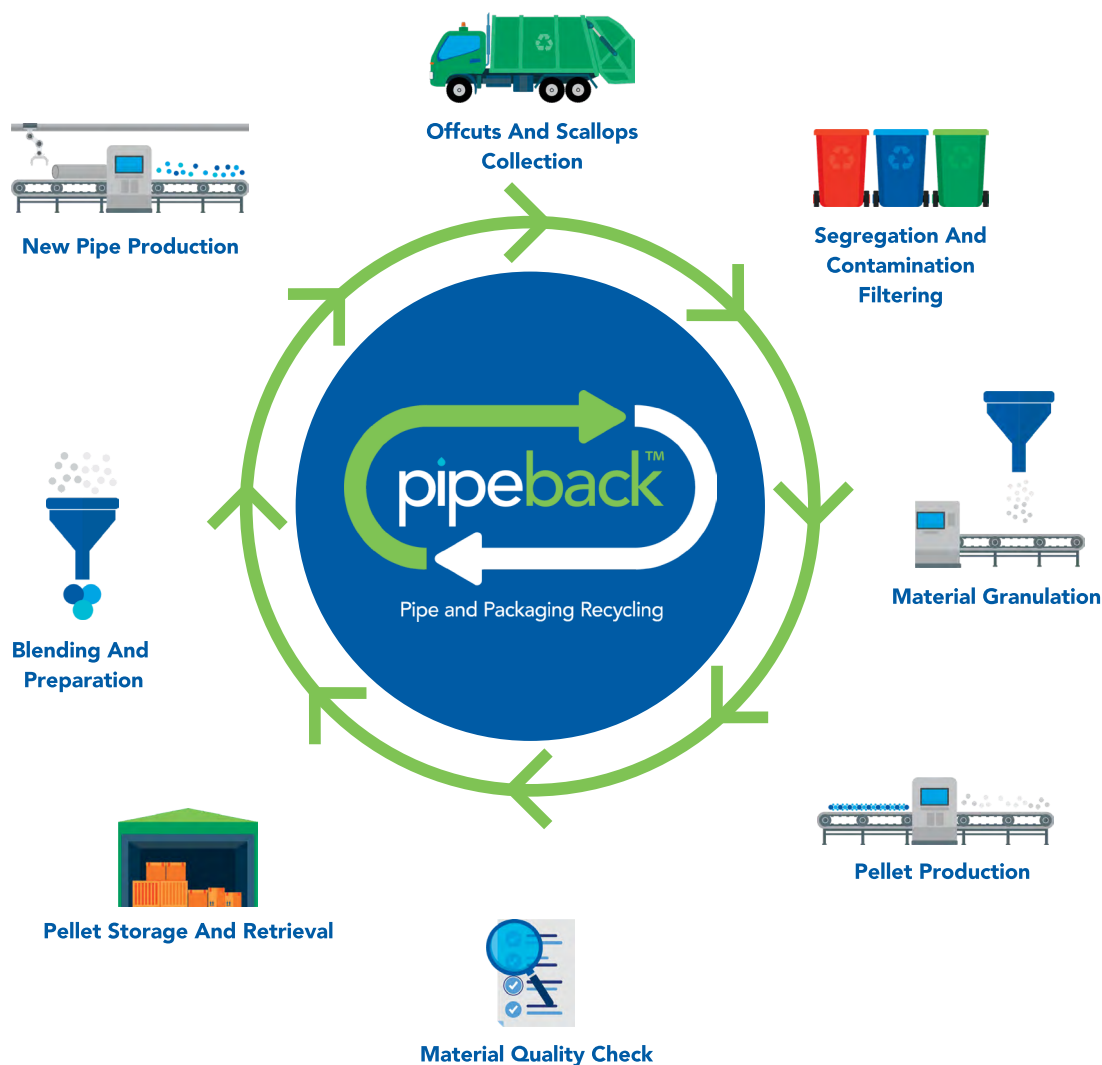 Offcuts And Scallops
Collection
Segregation And
Contamination
Filtering
Material Granulation
Pellet Production
Material Quality Check
Pellet Storage And Retrieval
Blending And
Preparation
New Pipe Production
pipeback™
Pipe and Packaging Recycling